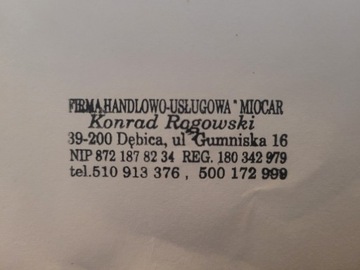 FIRMA HANDLOWO-USŁUGOWA "MIOCAR
Konrad Rogowski
39-200 Dębica, ul Gumniska 16
NIP 872 187 82 34 REG. 180 342 979
tel.510 913 376 , 500 172 999